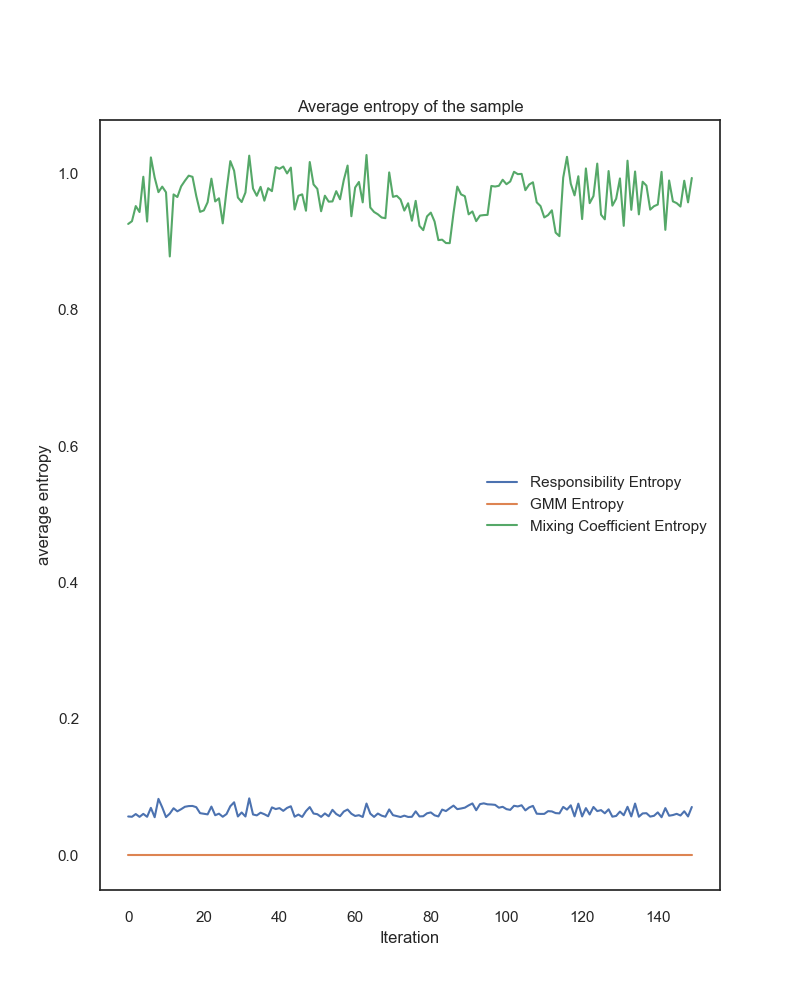 Average entropy of the sample
1.0
0.8
0.6
0.4
0.2
0.0
average entropy
Responsibility Entropy
GMM Entropy
Mixing Coefficient Entropy
0 20 40 60 80 100 120 140
Iteration